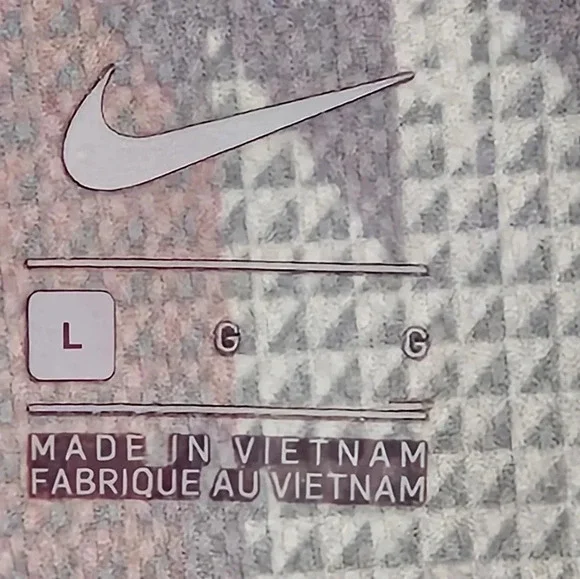 L G G
MADE IN VIETNAM
FABRIQUE AU VIETNAM